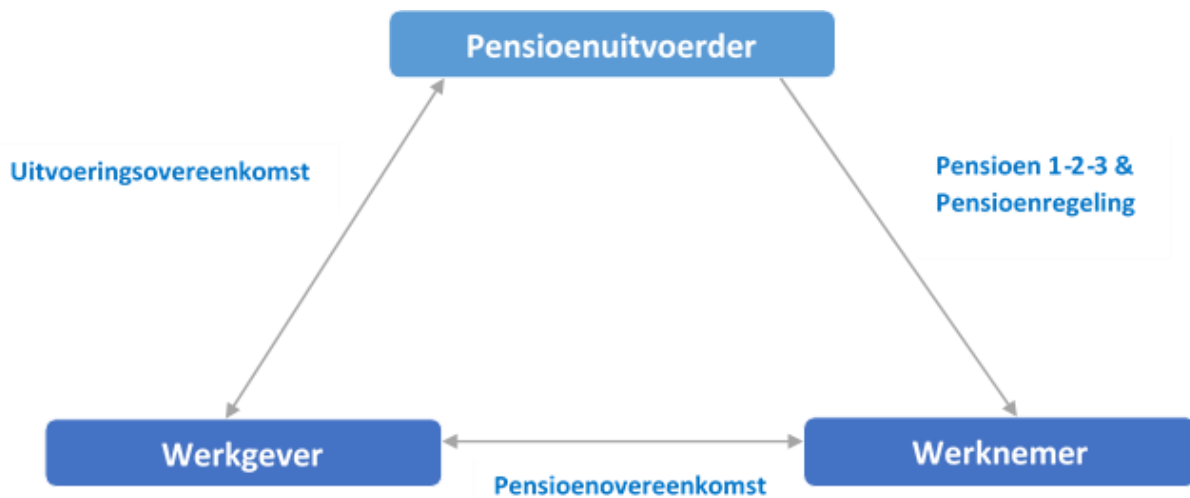 Pensioenuitvoerder
Uitvoeringsovereenkomst
Pensioen 1-2-3 &
Pensioenregeling
Werkgever
Werknemer
Pensioenovereenkomst